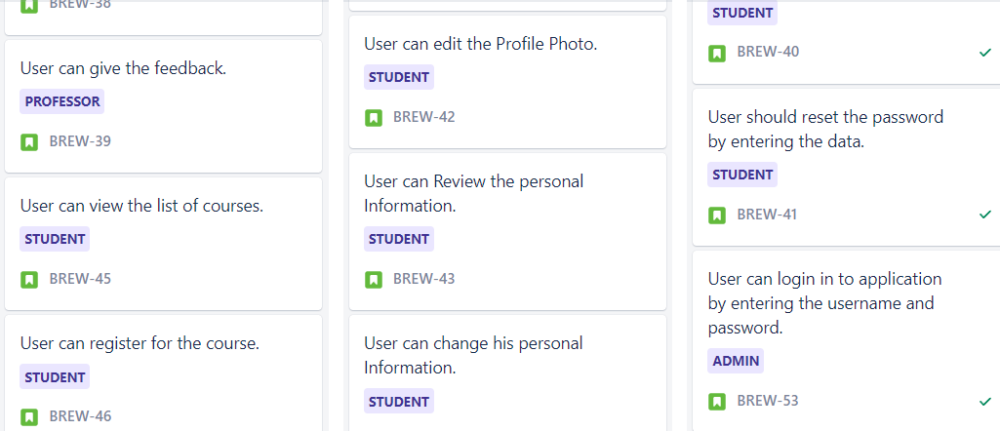 BREW-38
User can give the feedback.
PROFESSOR
BREW-39
User can view the list of courses.
STUDENT
BREW-45
User can register for the course.
STUDENT
BREW-46
User can edit the Profile Photo.
STUDENT
BREW-42
User can Review the personal
Information.
STUDENT
BREW-43
User can change his personal
Information.
STUDENT
STUDENT
BREW-40
User should reset the password
by entering the data.
STUDENT
BREW-41
User can login in to application
by entering the username and
password.
ADMIN
BREW-53